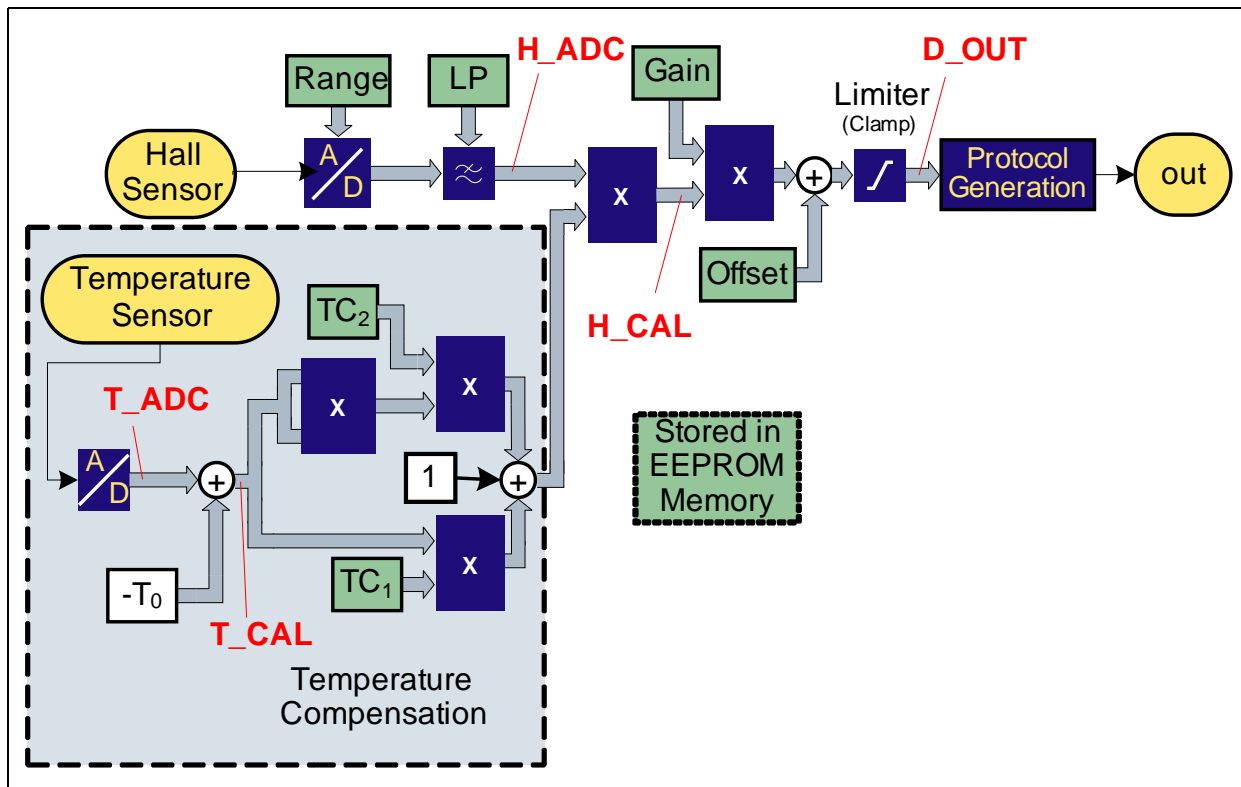 H_ADC
D_OUT
Range
LP
Gain
Limiter
(Clamp)
Hall
Sensor
A
D
X
X
Protocol
Generation
out
Offset
H_CAL
Temperature
Sensor
TC₂
X
X
T_ADC
A
D
1
Stored in
EEPROM
Memory
-T₀
TC₁
X
T_CAL
Temperature
Compensation